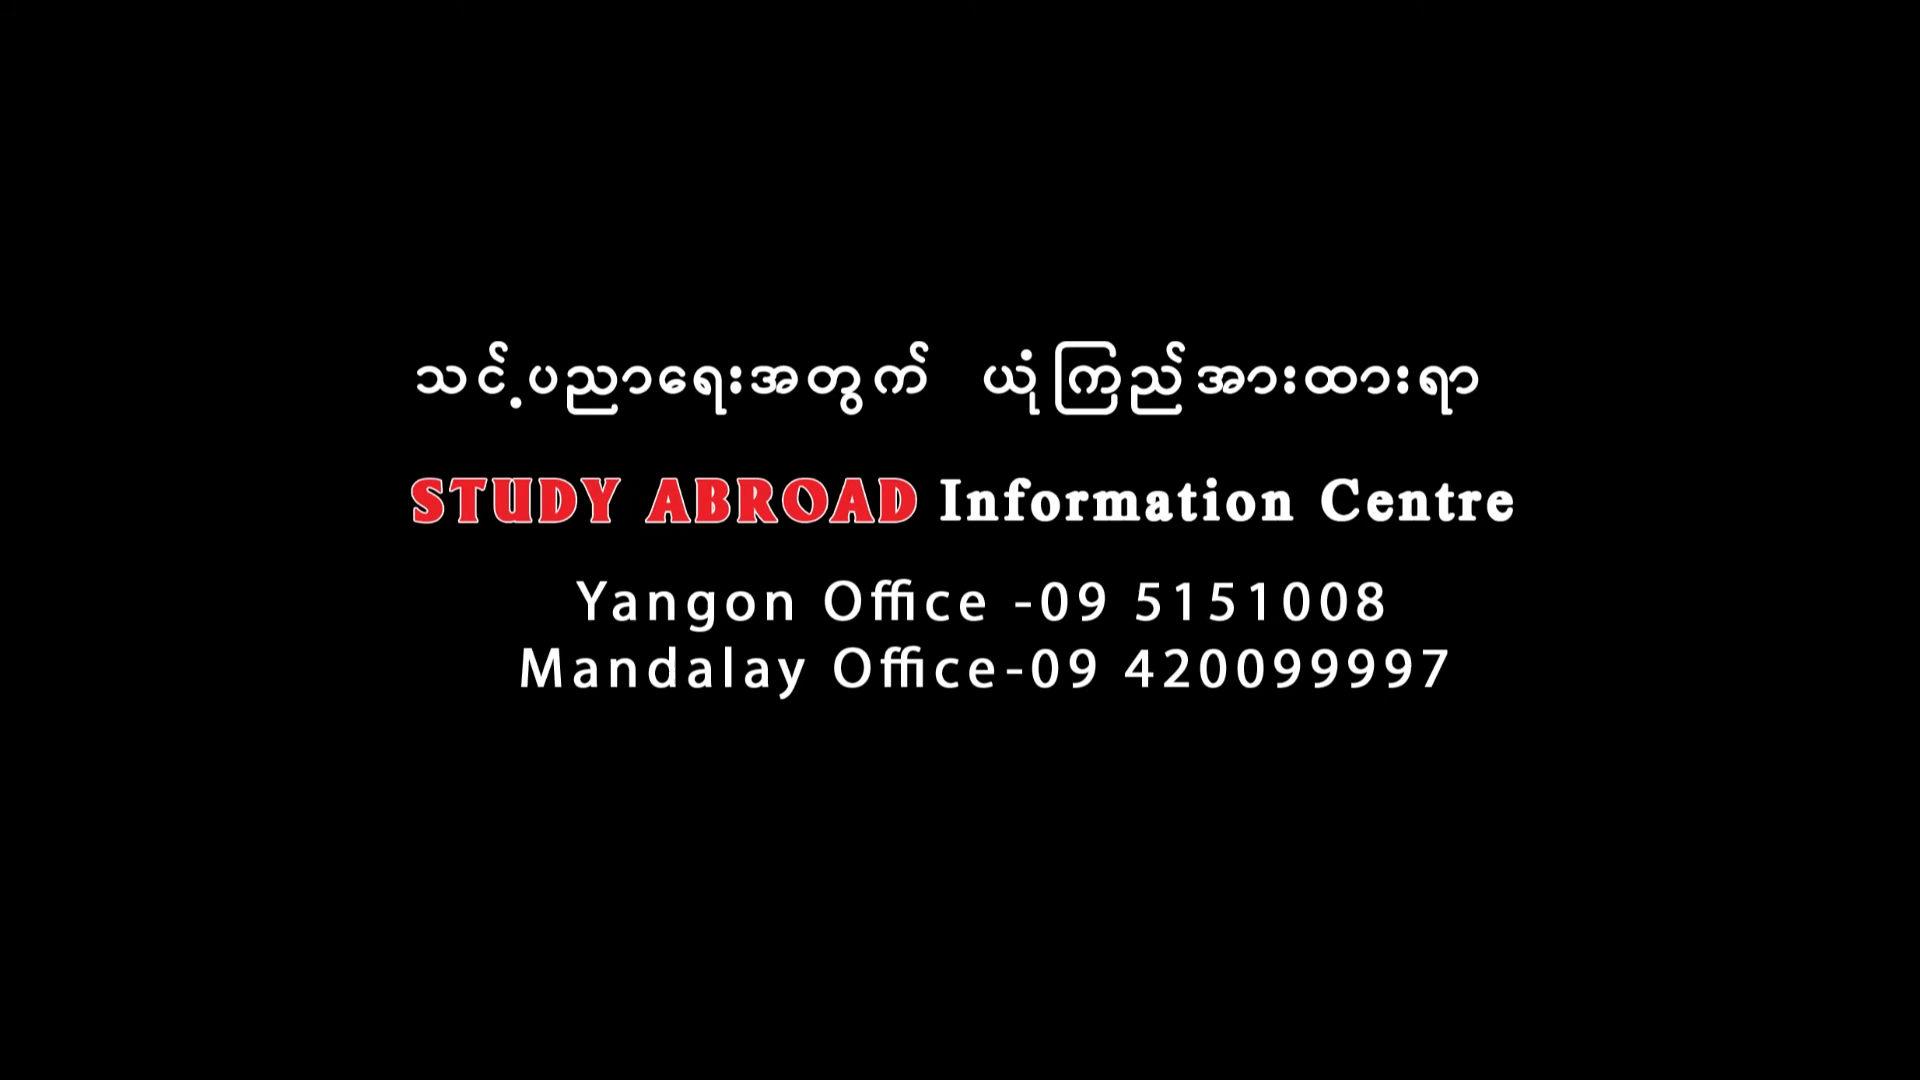 သင့်ပညာရေးအတွက် ယုံကြည်အားထားရာ
STUDY ABROAD Information Centre
Yangon Office -09 5151008
Mandalay Office-09 420099997